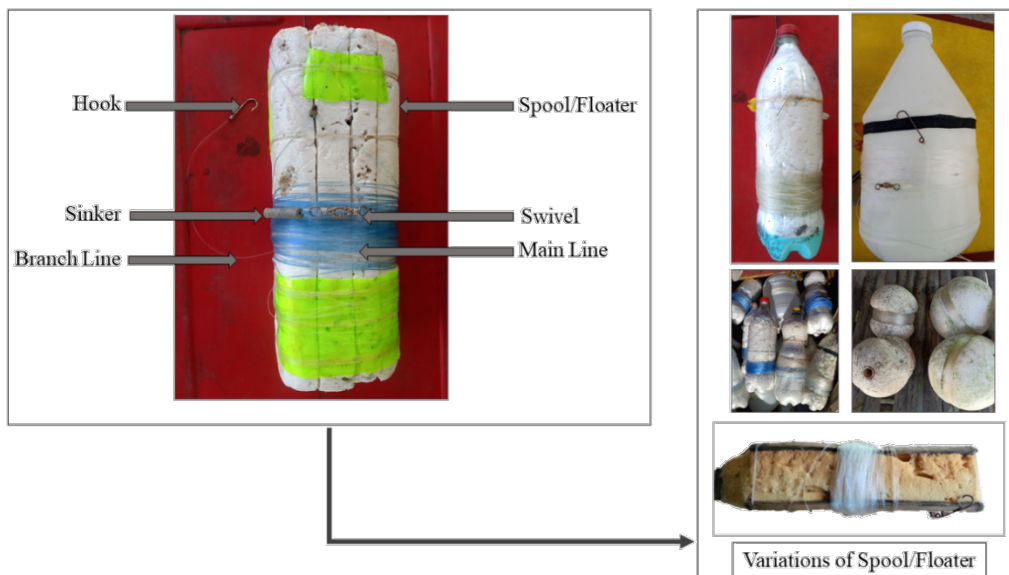 Hook
Spool/Floater
Sinker
Swivel
Branch Line
Main Line
Variations of Spool/Floater